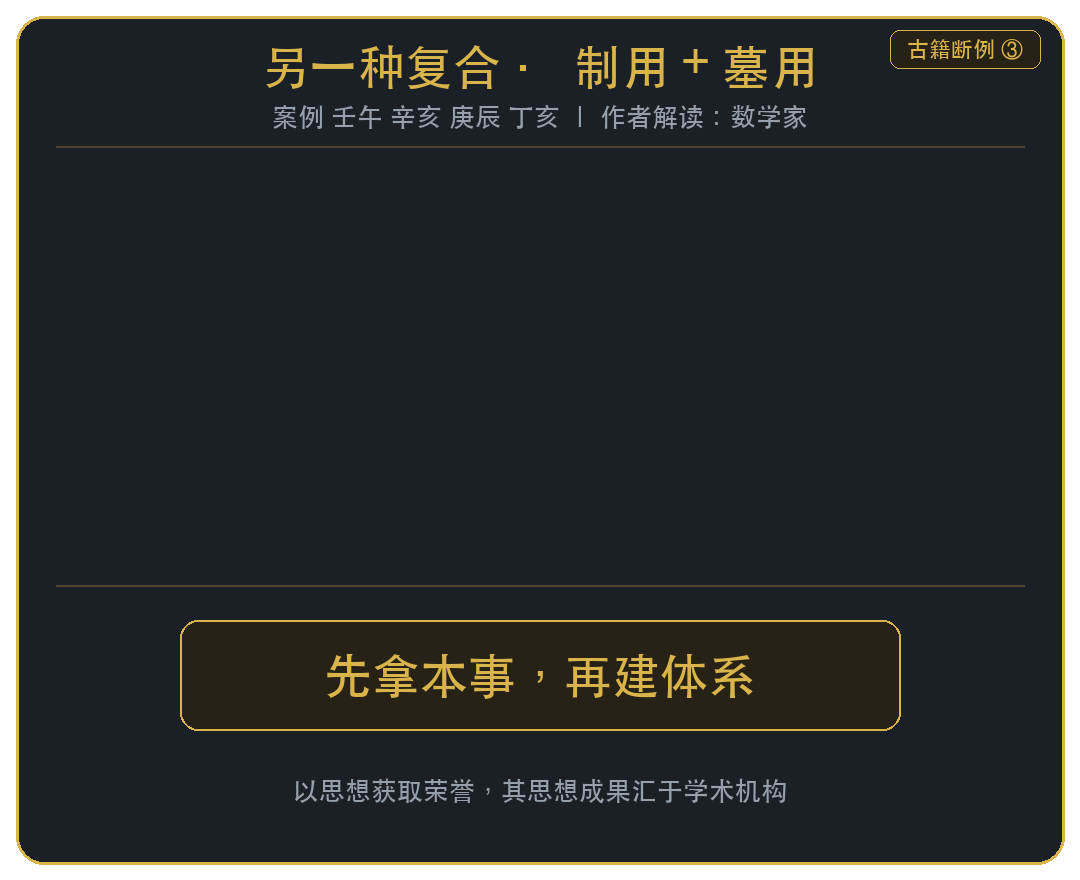 另一种复合· 制用＋墓用
古籍断例 ③
案例 壬午 辛亥 庚辰 丁亥 ｜ 作者解读：数学家
先拿本事，再建体系
以思想获取荣誉，其思想成果汇于学术机构